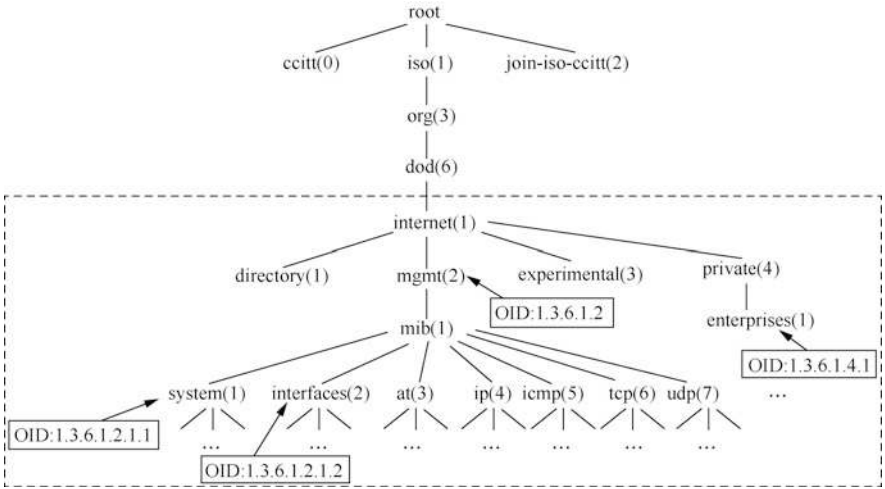 root
ccitt(0) iso(1) join-iso-ccitt(2)
org(3)
dod(6)
internet(1)
directory(1) mgmt(2) experimental(3) private(4)
OID:1.3.6.1.2
enterprises(1)
mib(1)
OID:1.3.6.1.4.1
system(1) interfaces(2) at(3) ip(4) icmp(5) tcp(6) udp(7) ...
OID:1.3.6.1.2.1.1
... ... ... ... ... ... ...
OID:1.3.6.1.2.1.2